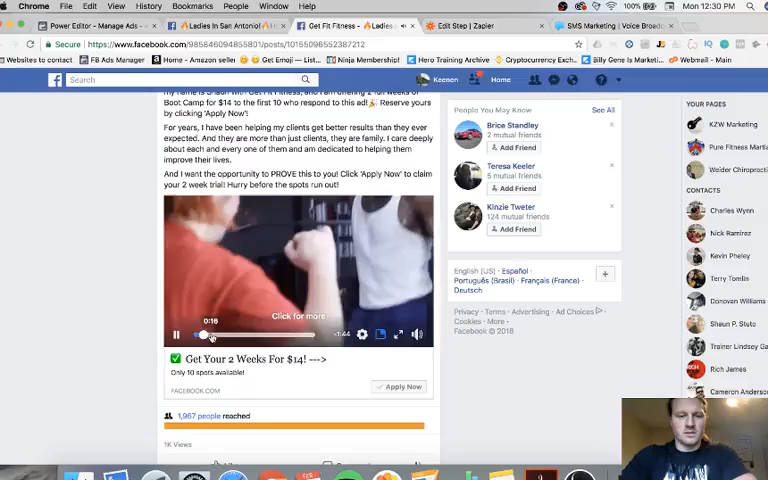 Chrome File Edit View History Bookmarks People Window Help 100% Mon 12:30 PM
Power Editor - Manage Ads - Ladies In San Antonio! Get Fit Fitness - Ladies Edit Step | Zapier SMS Marketing | Voice Broadc
Secure https://www.facebook.com/985846094855801/posts/10155096552387212
Websites to contact FB Ads Manager Home - Amazon seller Get Emoji — List... Ninja Membership! Hero Training Archive Cryptocurrency Exch... Billy Gene Is Marketi... Webmail - Main
Search
Keenen
Home
Boot Camp for $14 to the first 10 who respond to this ad! Reserve yours
by clicking 'Apply Now'!
For years, I have been helping my clients get better results than they ever
expected. And they are more than just clients, they are family. I care deeply
about each and every one of them and am dedicated to helping them
improve their lives.
And I want the opportunity to PROVE this to you! Click 'Apply Now' to claim
your 2 week trial! Hurry before the spots run out!
0:16
Click for more
-1:44
Get Your 2 Weeks For $14! --->
Only 10 spots available!
FACEBOOK.COM
Apply Now
1,967 people reached
1K Views
People You May Know
See All
Brice Standley
2 mutual friends
Add Friend
Teresa Keeler
5 mutual friends
Add Friend
Kinzie Tweter
124 mutual friends
Add Friend
English (US) · Español ·
Português (Brasil) · Français (France) ·
Deutsch
Privacy · Terms · Advertising · Ad Choices
Cookies · More
Facebook © 2018
YOUR PAGES
KZW Marketing
Pure Fitness Martia
Weider Chiropracti
CONTACTS
Charles Wynn
Nick Ramirez
Kevin Pheley
Terry Tomlin
Donovan Williams
Shaun P. Stuto
Trainer Lindsey Ga
Rich James
Cameron Anderson